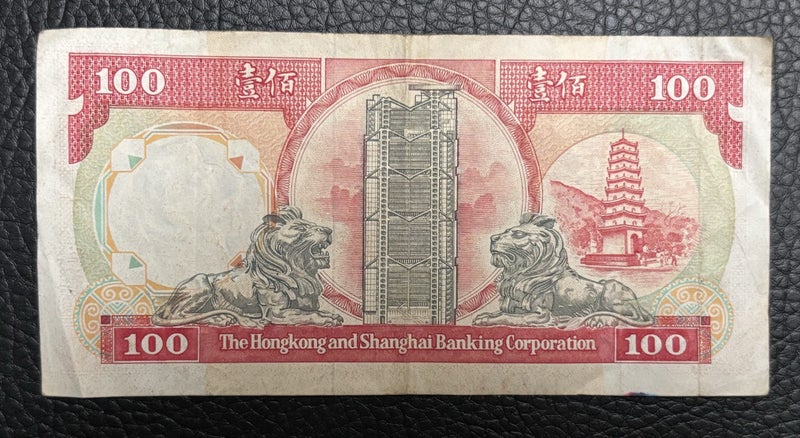 100 壹佰 壹佰 100
100 The Hongkong and Shanghai Banking Corporation 100